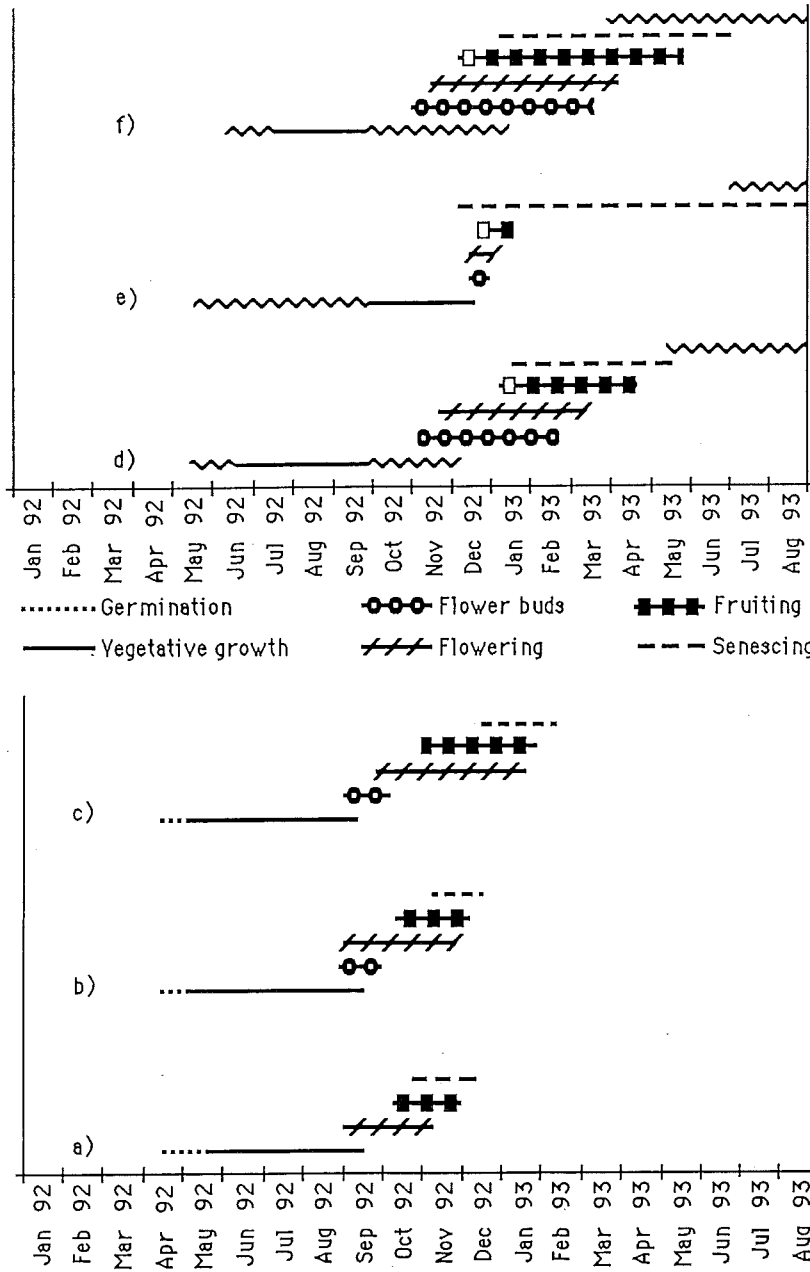 f)
e)
d)
Jan 92
Feb 92
Mar 92
Apr 92
May 92
Jun 92
Jul 92
Aug 92
Sep 92
Oct 92
Nov 92
Dec 92
Jan 93
Feb 93
Mar 93
Apr 93
May 93
Jun 93
Jul 93
Aug 93
Germination Flower buds Fruiting
Vegetative growth Flowering Senescing
c)
b)
a)
Jan 92
Feb 92
Mar 92
Apr 92
May 92
Jun 92
Jul 92
Aug 92
Sep 92
Oct 92
Nov 92
Dec 92
Jan 93
Feb 93
Mar 93
Apr 93
May 93
Jun 93
Jul 93
Aug 93